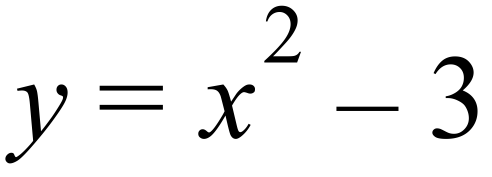 y = x² − 3